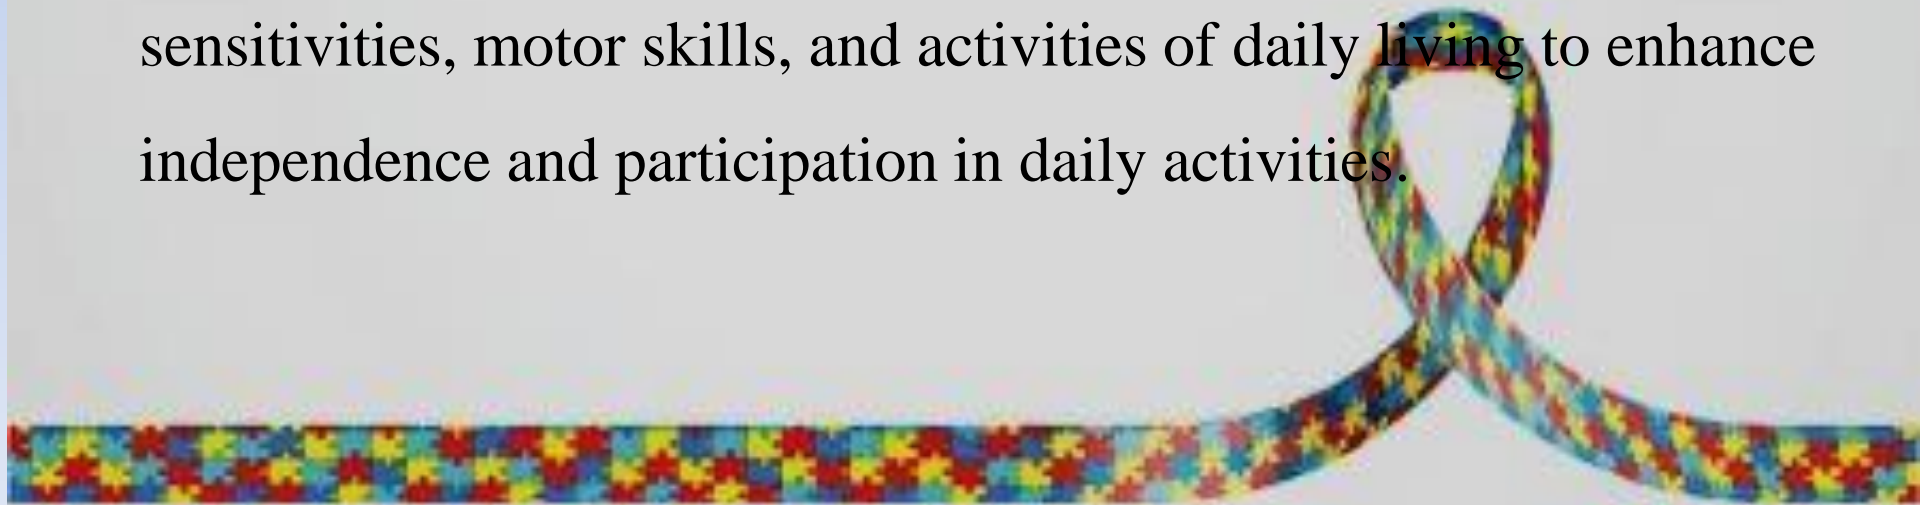 sensitivities, motor skills, and activities of daily living to enhance
independence and participation in daily activities.